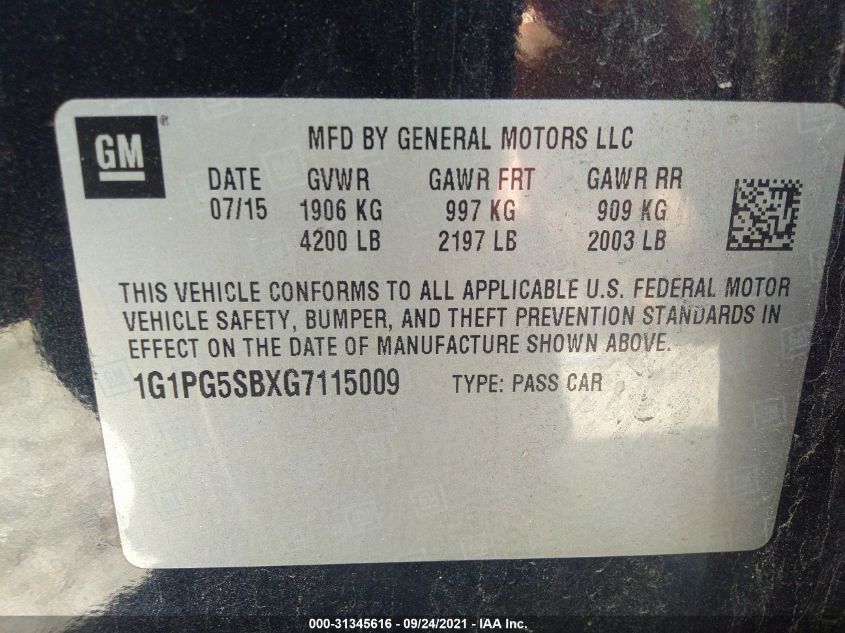 GM ®
MFD BY GENERAL MOTORS LLC
DATE GVWR GAWR FRT GAWR RR
07/15 1906 KG 997 KG 909 KG
4200 LB 2197 LB 2003 LB
THIS VEHICLE CONFORMS TO ALL APPLICABLE U.S. FEDERAL MOTOR
VEHICLE SAFETY, BUMPER, AND THEFT PREVENTION STANDARDS IN
EFFECT ON THE DATE OF MANUFACTURE SHOWN ABOVE.
1G1PG5SBXG7115009 TYPE: PASS CAR
000-31345616 - 09/24/2021 - IAA, Inc.